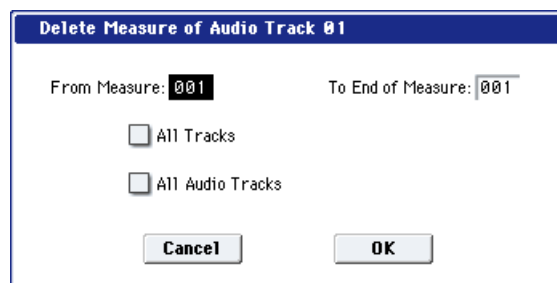 Delete Measure of Audio Track 01
From Measure: 001 To End of Measure: 001
All Tracks
All Audio Tracks
Cancel OK